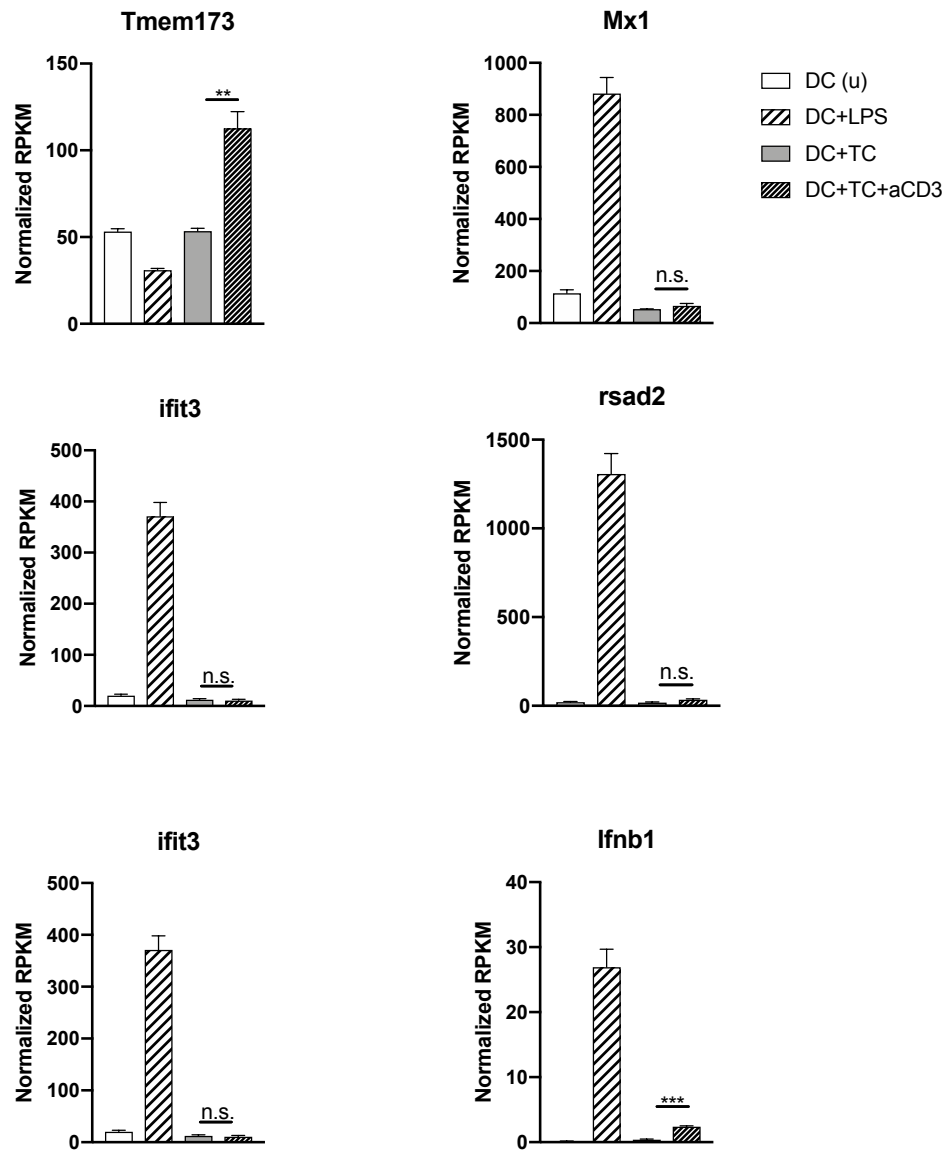 Tmem173
Normalized RPKM
150
100
50
0
**
Mx1
Normalized RPKM
1000
800
600
400
200
0
n.s.
DC (u)
DC+LPS
DC+TC
DC+TC+aCD3
ifit3
Normalized RPKM
500
400
300
200
100
0
n.s.
rsad2
Normalized RPKM
1500
1000
500
0
n.s.
ifit3
Normalized RPKM
500
400
300
200
100
0
n.s.
Ifnb1
Normalized RPKM
40
30
20
10
0
***